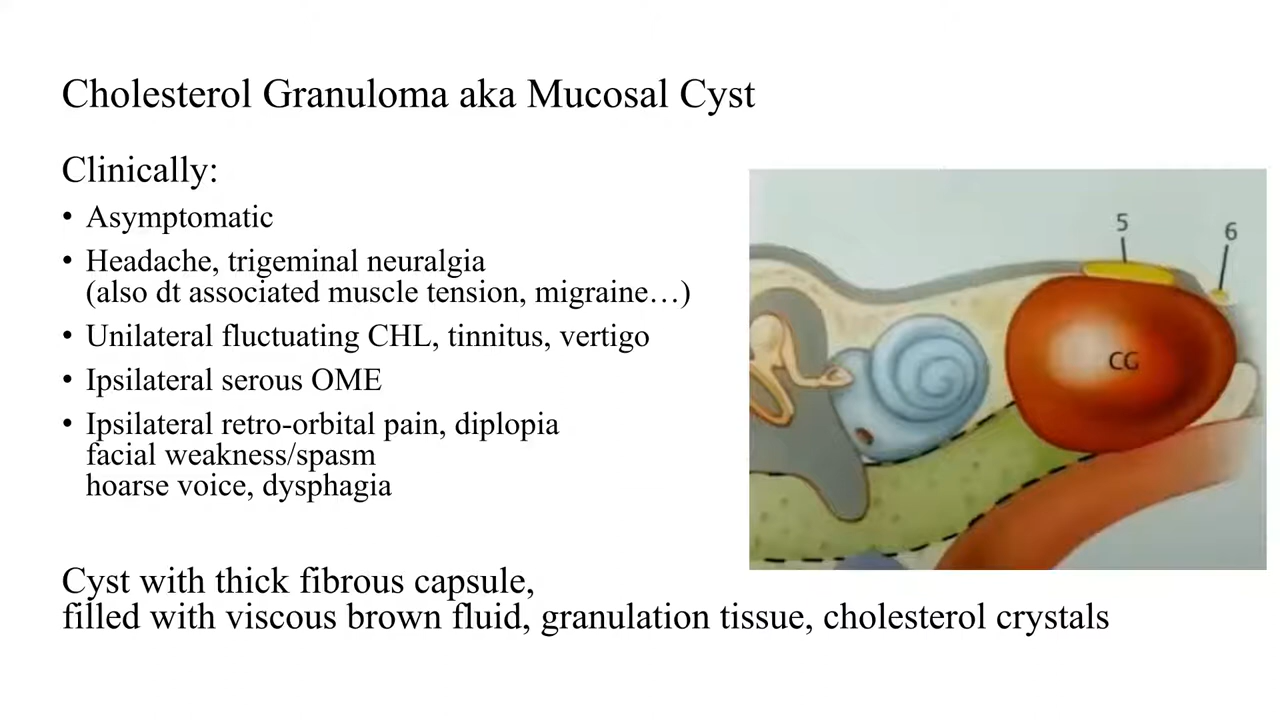 Cholesterol Granuloma aka Mucosal Cyst
Clinically:
• Asymptomatic
• Headache, trigeminal neuralgia
(also dt associated muscle tension, migraine…)
• Unilateral fluctuating CHL, tinnitus, vertigo
• Ipsilateral serous OME
• Ipsilateral retro-orbital pain, diplopia
facial weakness/spasm
hoarse voice, dysphagia
5
6
CG
Cyst with thick fibrous capsule,
filled with viscous brown fluid, granulation tissue, cholesterol crystals